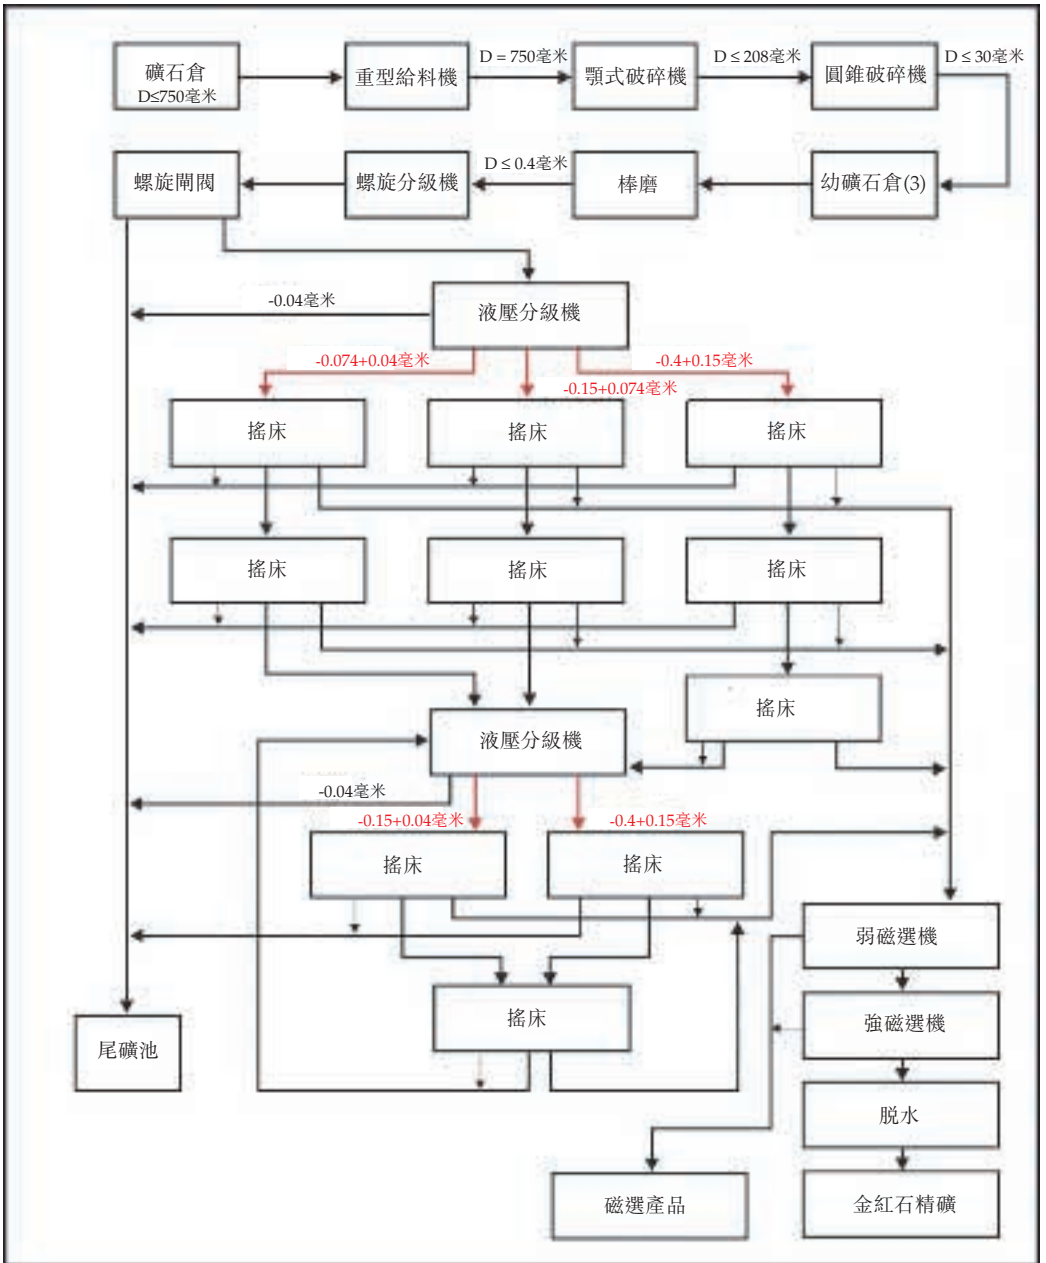 礦石倉
D≤750毫米
重型給料機
D = 750毫米
顎式破碎機
D ≤ 208毫米
圓錐破碎機
D ≤ 30毫米
螺旋閘閥
螺旋分級機
D ≤ 0.4毫米
棒磨
幼礦石倉(3)
-0.04毫米
液壓分級機
-0.074+0.04毫米
-0.15+0.074毫米
-0.4+0.15毫米
搖床
搖床
搖床
搖床
搖床
搖床
搖床
液壓分級機
-0.04毫米
-0.15+0.04毫米
-0.4+0.15毫米
搖床
搖床
搖床
弱磁選機
強磁選機
尾礦池
脱水
磁選產品
金紅石精礦